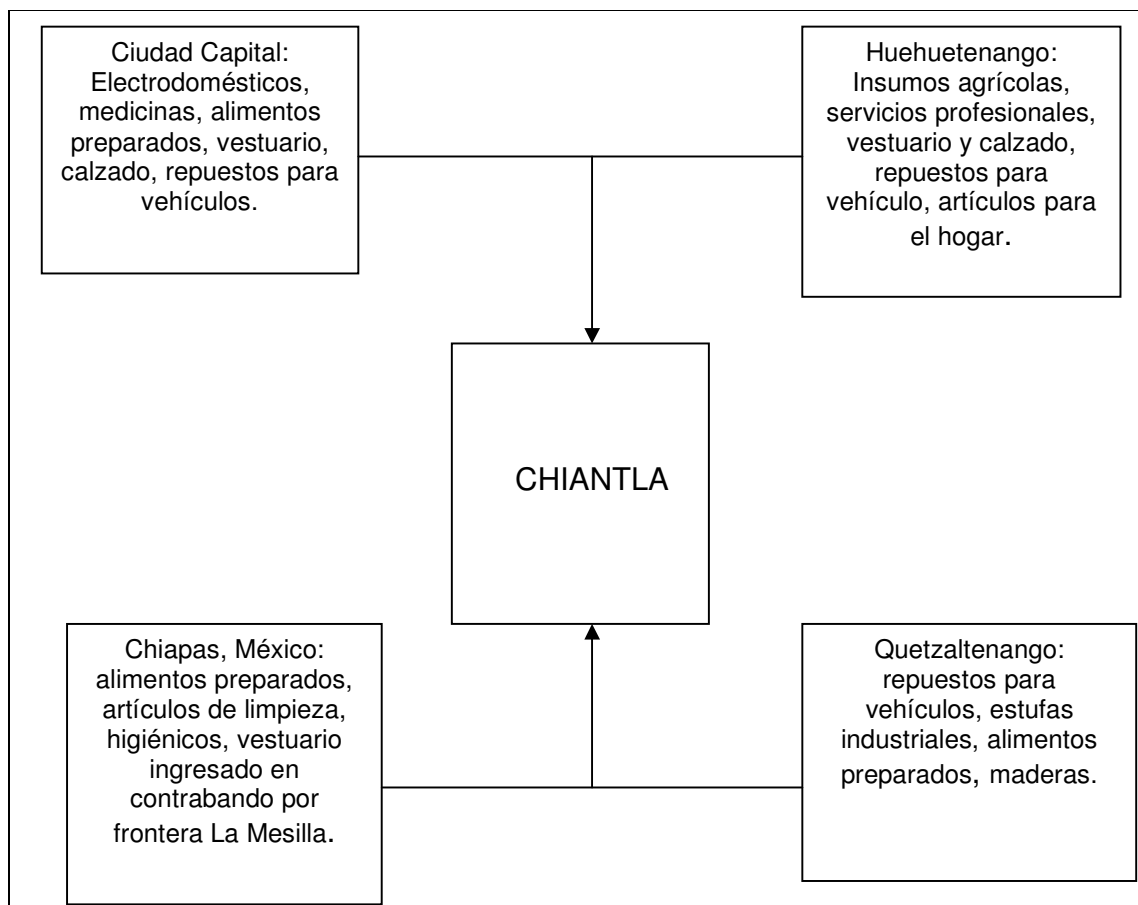 Ciudad Capital:
Electrodomésticos,
medicinas, alimentos
preparados, vestuario,
calzado, repuestos para
vehículos.
Huehuetenango:
Insumos agrícolas,
servicios profesionales,
vestuario y calzado,
repuestos para
vehículo, artículos para
el hogar.
CHIANTLA
Chiapas, México:
alimentos preparados,
artículos de limpieza,
higiénicos, vestuario
ingresado en
contrabando por
frontera La Mesilla.
Quetzaltenango:
repuestos para
vehículos, estufas
industriales, alimentos
preparados, maderas.